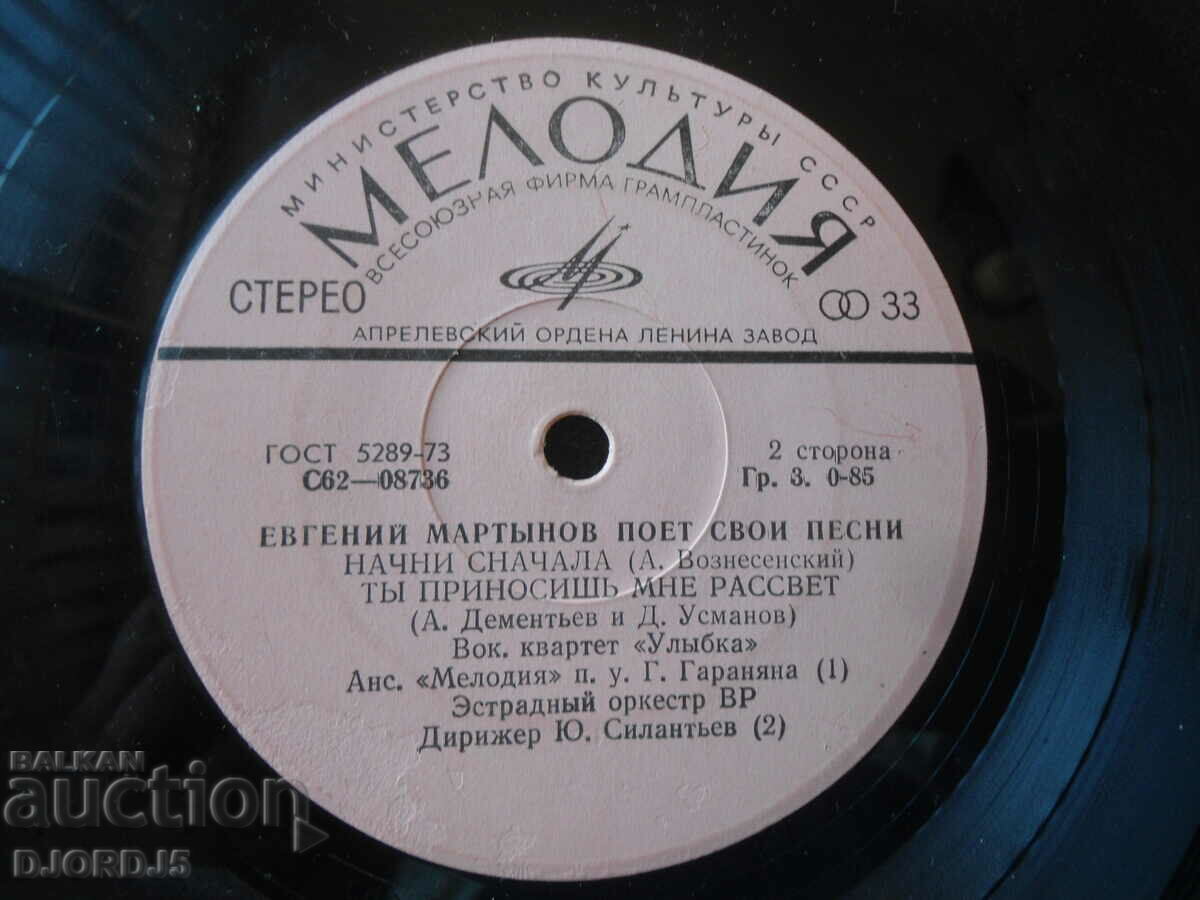 МИНИСТЕРСТВО КУЛЬТУРЫ СССР
МЕЛОДИЯ
ВСЕСОЮЗНАЯ ФИРМА ГРАМПЛАСТИНОК
СТЕРЕО
33
АПРЕЛЕВСКИЙ ОРДЕНА ЛЕНИНА ЗАВОД
ГОСТ 5289-73
С62—08736
2 сторона
Гр. 3. 0-85
ЕВГЕНИЙ МАРТЫНОВ ПОЕТ СВОИ ПЕСНИ
НАЧНИ СНАЧАЛА (А. Вознесенский)
ТЫ ПРИНОСИШЬ МНЕ РАССВЕТ
(А. Дементьев и Д. Усманов)
Вок. квартет «Улыбка»
Анс. «Мелодия» п. у. Г. Гараняна (1)
Эстрадный оркестр ВР
Дирижер Ю. Силантьев (2)
BALKAN
auction
DJORDJ5